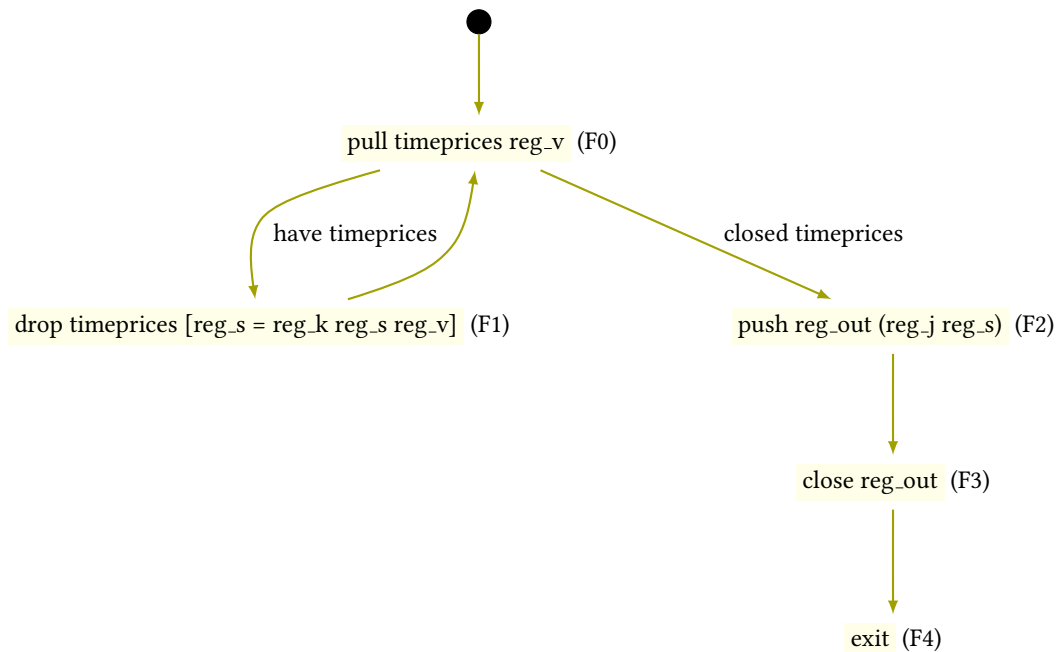 pull timeprices reg_v (F0)
have timeprices
closed timeprices
drop timeprices [reg_s = reg_k reg_s reg_v] (F1)
push reg_out (reg_j reg_s) (F2)
close reg_out (F3)
exit (F4)